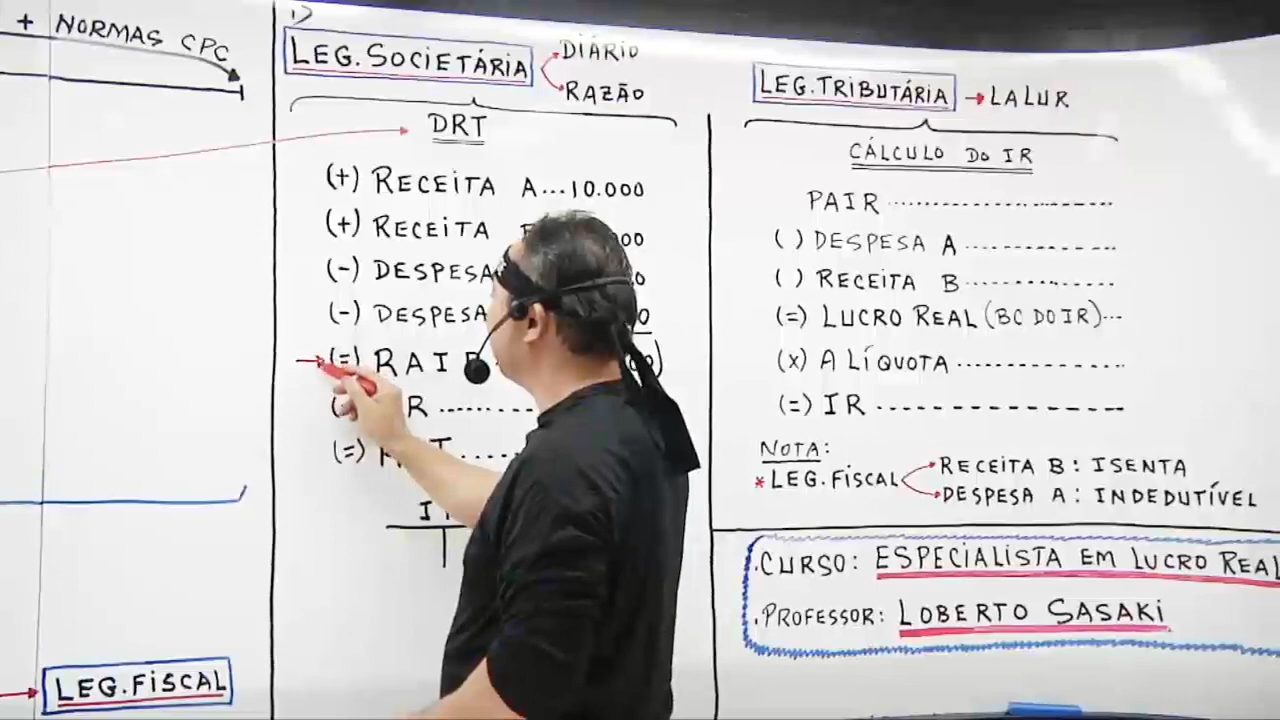 + NORMAS CPC
LEG. FISCAL
1)
LEG. SOCIETÁRIA
DIÁRIO
RAZÃO
DRT
(+) RECEITA A...10.000
(+) RECEITA
(-) DESPESA
(-) DESPESA
(=) RAI
(=)
LEG. TRIBUTÁRIA → LALUR
CÁLCULO DO IR
PAIR
( ) DESPESA A
( ) RECEITA B
(=) LUCRO REAL (BC DO IR)...
(x) ALÍQUOTA
(=) IR
NOTA:
* LEG. FISCAL
RECEITA B: ISENTA
DESPESA A: INDEDUTÍVEL
. CURSO: ESPECIALISTA EM LUCRO REAL
. PROFESSOR: LOBERTO SASAKI